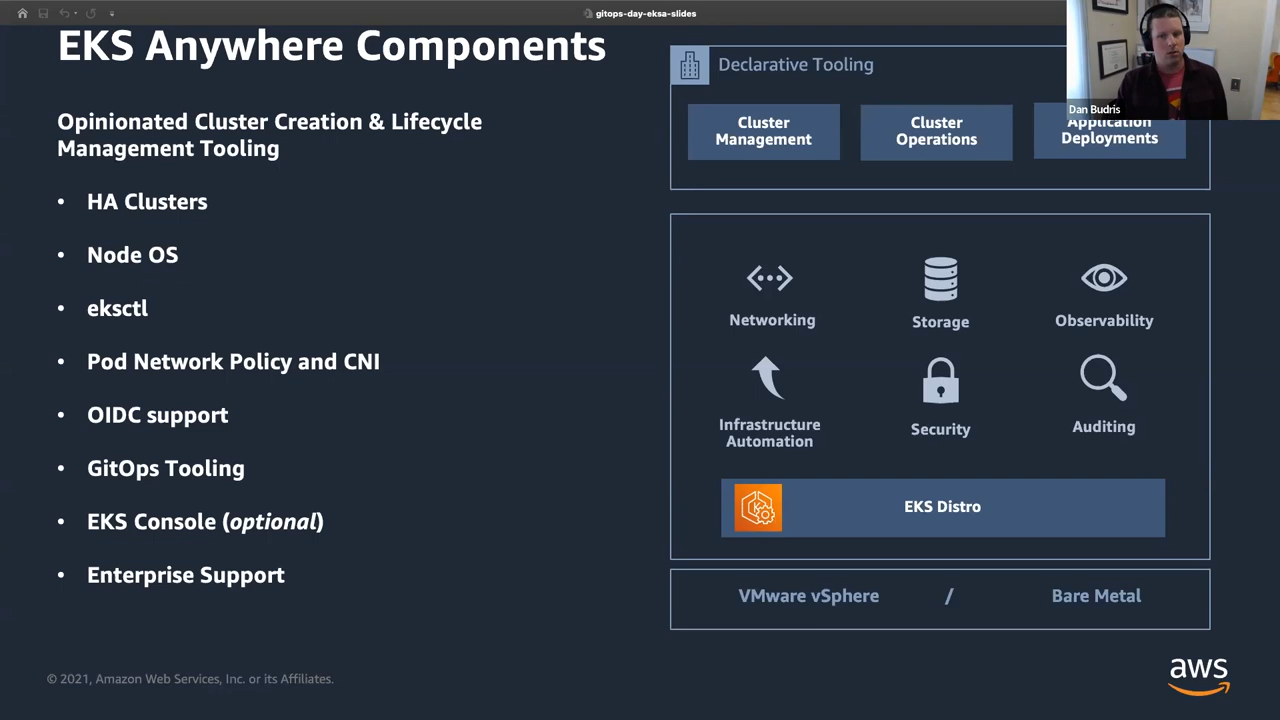 gitops-day-eksa-slides
EKS Anywhere Components
Opinionated Cluster Creation & Lifecycle
Management Tooling
• HA Clusters
• Node OS
• eksctl
• Pod Network Policy and CNI
• OIDC support
• GitOps Tooling
• EKS Console (optional)
• Enterprise Support
Declarative Tooling
Cluster
Management
Cluster
Operations
Application
Deployments
Dan Budris
Networking
Storage
Observability
Infrastructure
Automation
Security
Auditing
EKS Distro
VMware vSphere / Bare Metal
© 2021, Amazon Web Services, Inc. or its Affiliates.
aws